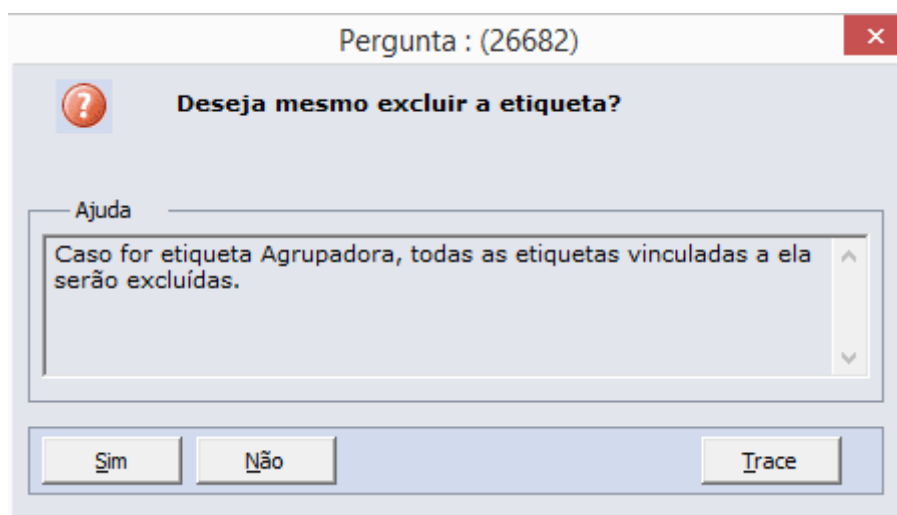 Pergunta : (26682)
Deseja mesmo excluir a etiqueta?
Ajuda
Caso for etiqueta Agrupadora, todas as etiquetas vinculadas a ela
serão excluídas.
Sim
Não
Trace